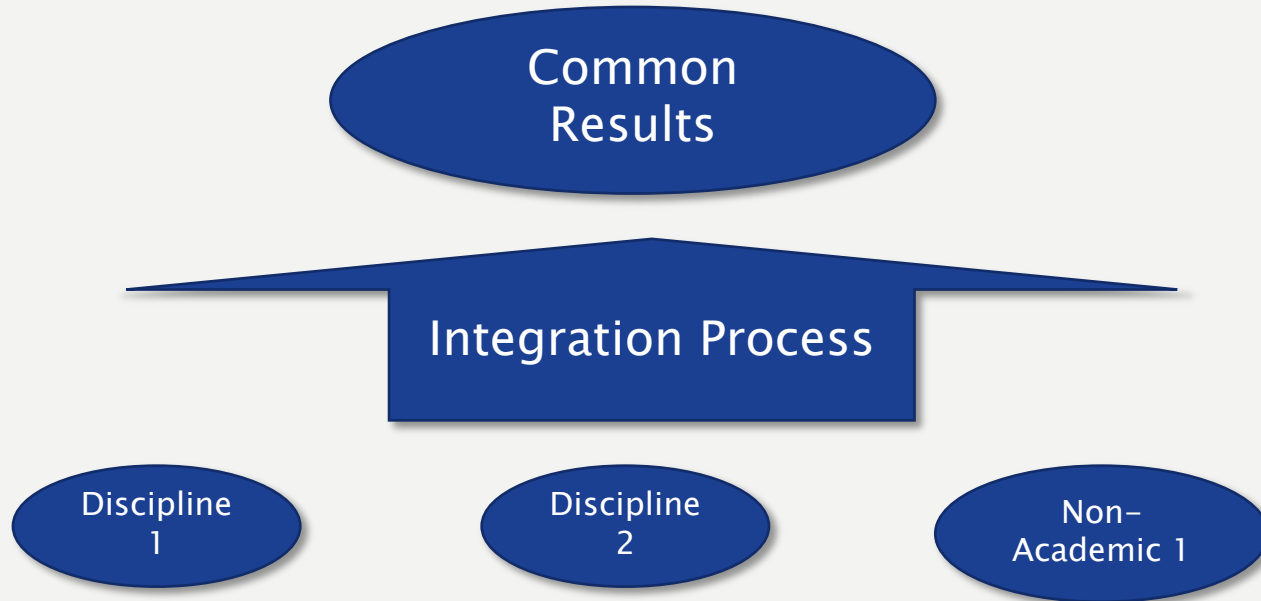 Common
Results
Integration Process
Discipline
1
Discipline
2
Non-
Academic 1